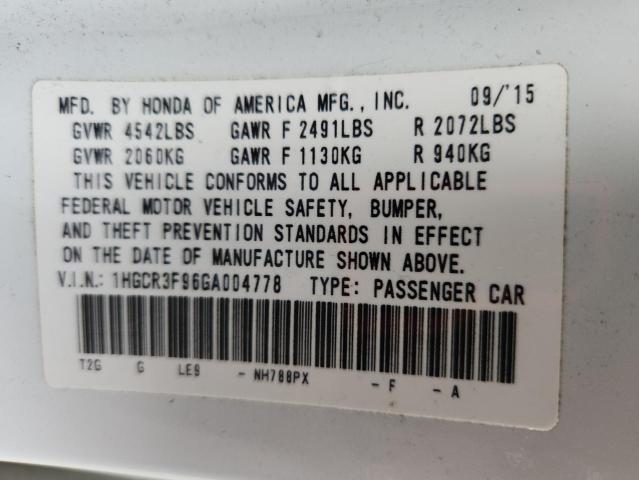 MFD. BY HONDA OF AMERICA MFG., INC. 09/'15
GVWR 4542LBS GAWR F 2491LBS R 2072LBS
GVWR 2060KG GAWR F 1130KG R 940KG
THIS VEHICLE CONFORMS TO ALL APPLICABLE
FEDERAL MOTOR VEHICLE SAFETY, BUMPER,
AND THEFT PREVENTION STANDARDS IN EFFECT
ON THE DATE OF MANUFACTURE SHOWN ABOVE.
V.I.N.: 1HGCR3F96GA004778 TYPE: PASSENGER CAR
T2G G LE9 - NH788PX - F - A